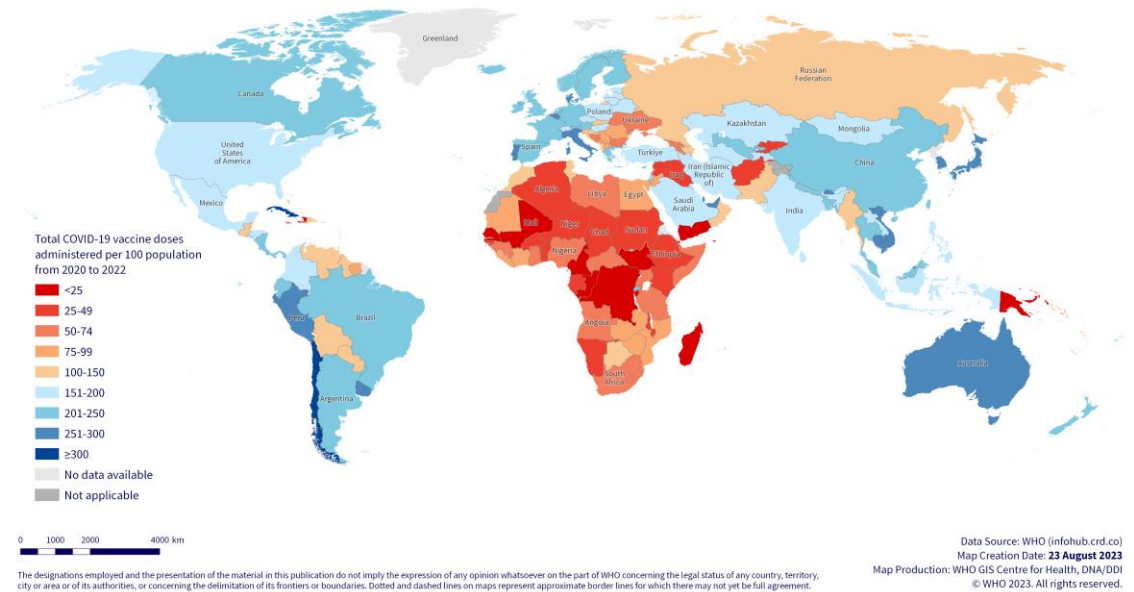 Greenland
Russian
Federation
Canada
Poland
Ukraine
Kazakhstan
Mongolia
United
States
of America
Spain
Türkiye
China
Iraq
Iran (Islamic
Republic
of)
Algeria
Libya
Egypt
Saudi
Arabia
India
Mexico
Mali
Niger
Chad
Sudan
Nigeria
Ethiopia
Total COVID-19 vaccine doses
administered per 100 population
from 2020 to 2022
<25
25-49
50-74
75-99
100-150
151-200
201-250
251-300
≥300
No data available
Not applicable
Peru
Brazil
Angola
South
Africa
Australia
Argentina
0 1000 2000 4000 km
Data Source: WHO (infohub.crd.co)
Map Creation Date: 23 August 2023
Map Production: WHO GIS Centre for Health, DNA/DDI
© WHO 2023. All rights reserved.
The designations employed and the presentation of the material in this publication do not imply the expression of any opinion whatsoever on the part of WHO concerning the legal status of any country, territory,
city or area or of its authorities, or concerning the delimitation of its frontiers or boundaries. Dotted and dashed lines on maps represent approximate border lines for which there may not yet be full agreement.